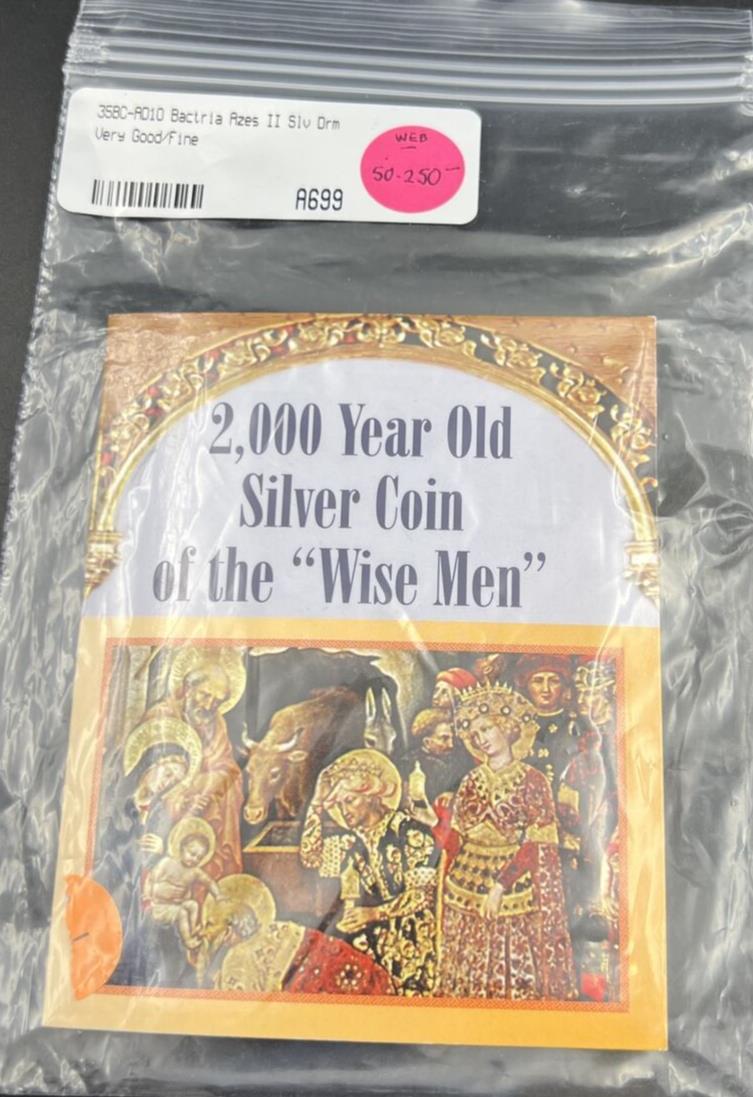 35BC-AD10 Bactria Azes II Slv Drm
Very Good/Fine
A699
WEB
50-250-
2,000 Year Old
Silver Coin
of the “Wise Men”